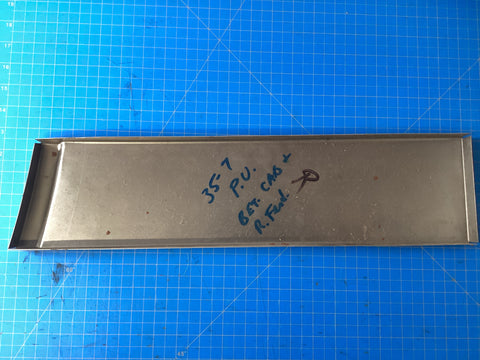 35-7
P.U.
BET. CAB +
R. Fend.
R